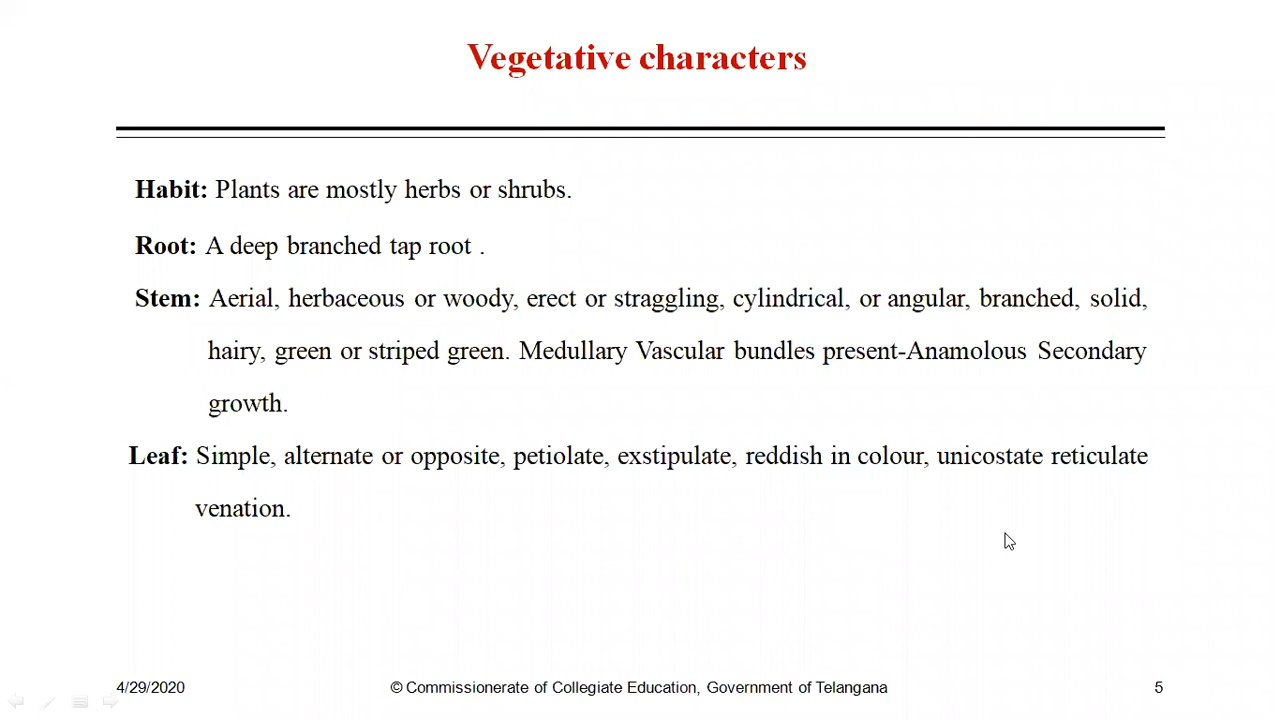 Vegetative characters
Habit: Plants are mostly herbs or shrubs.
Root: A deep branched tap root .
Stem: Aerial, herbaceous or woody, erect or straggling, cylindrical, or angular, branched, solid,
hairy, green or striped green. Medullary Vascular bundles present-Anamolous Secondary
growth.
Leaf: Simple, alternate or opposite, petiolate, exstipulate, reddish in colour, unicostate reticulate
venation.
4/29/2020
© Commissionerate of Collegiate Education, Government of Telangana
5